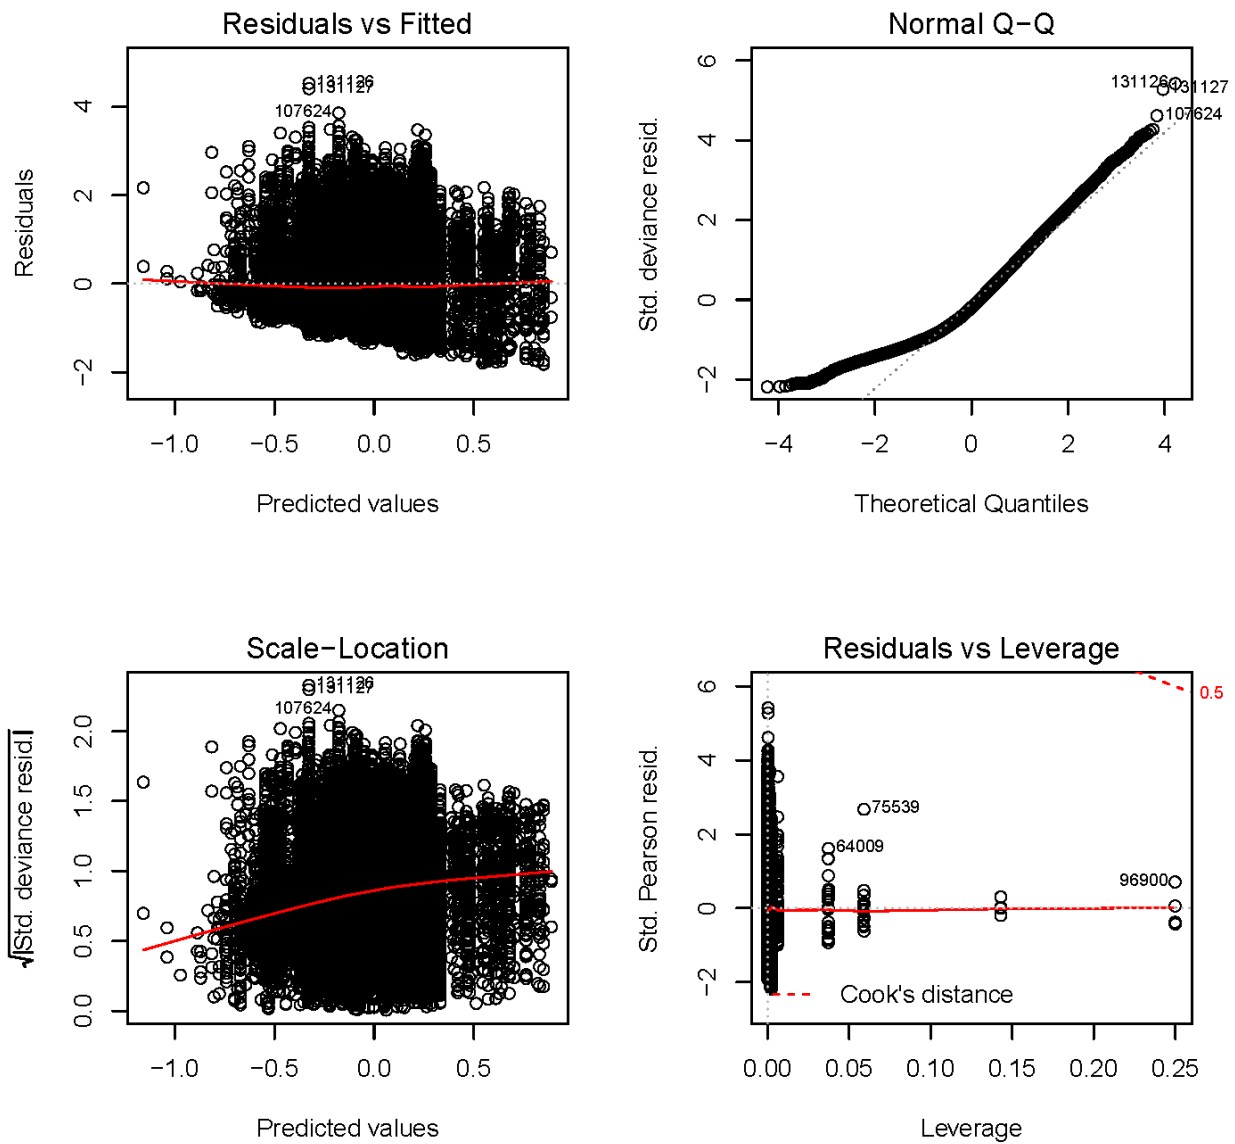 Residuals vs Fitted
Residuals
4
2
0
−2
131126
131127
107624
−1.0 −0.5 0.0 0.5
Predicted values
Normal Q−Q
Std. deviance resid.
6
4
2
0
−2
131126
131127
107624
−4 −2 0 2 4
Theoretical Quantiles
Scale−Location
√|Std. deviance resid.|
2.0
1.5
1.0
0.5
0.0
131126
131127
107624
−1.0 −0.5 0.0 0.5
Predicted values
Residuals vs Leverage
Std. Pearson resid.
6
4
2
0
−2
0.5
75539
64009
96900
Cook's distance
0.00 0.05 0.10 0.15 0.20 0.25
Leverage